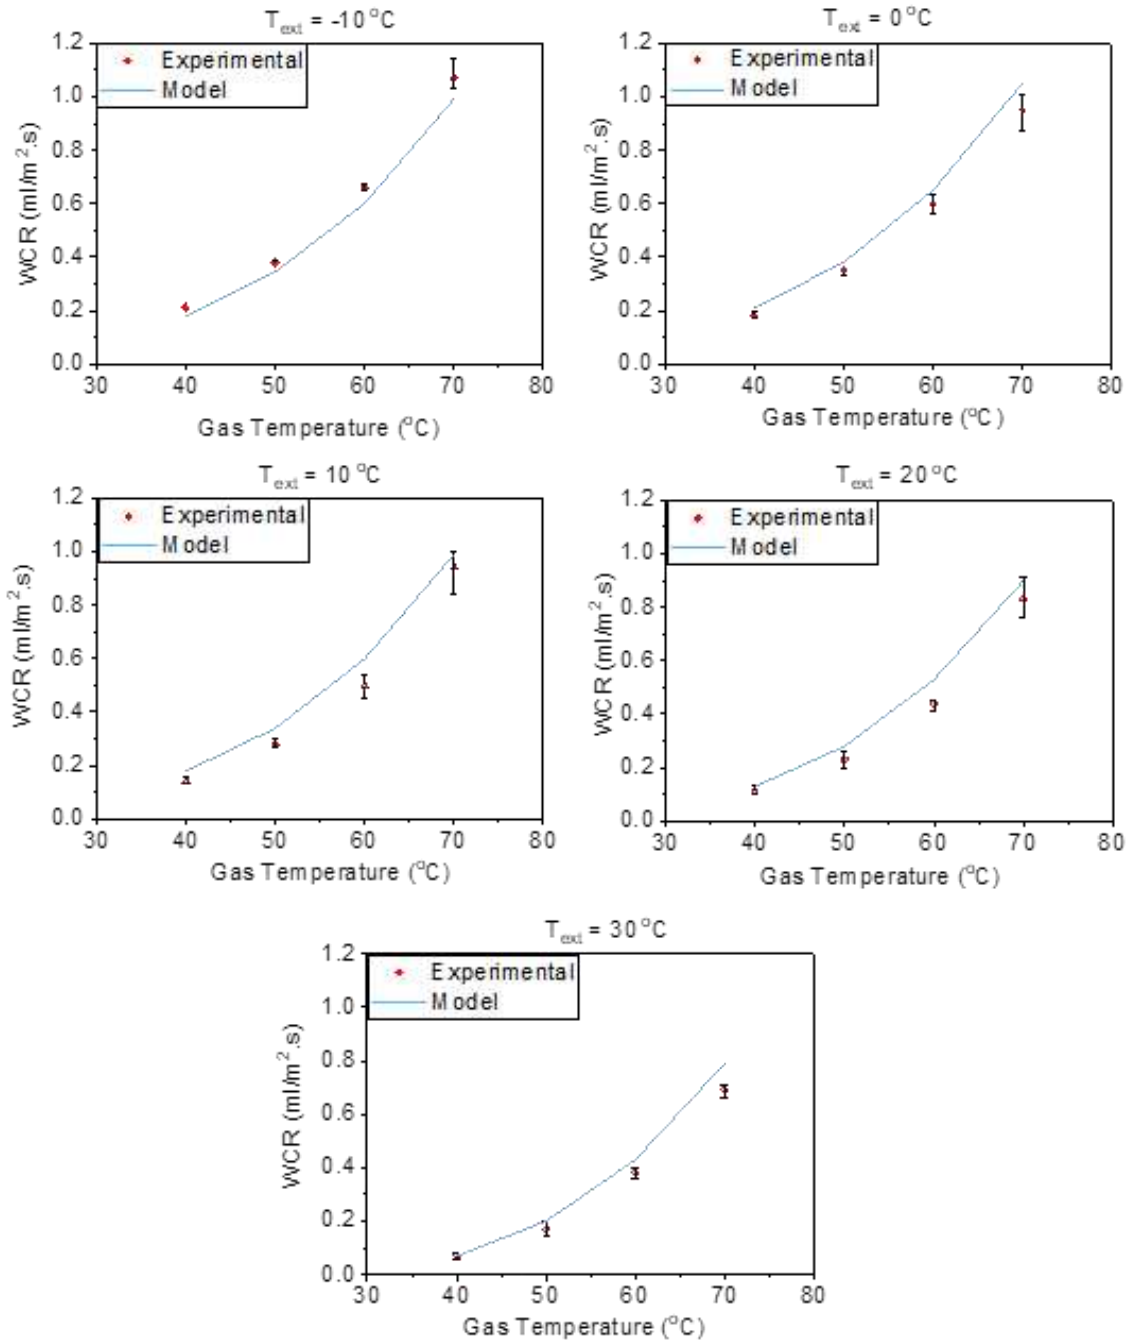 T_ext = -10 °C
1.2
Experimental
Model
1.0
0.8
0.6
0.4
0.2
0.0
WCR (ml/m².s)
30 40 50 60 70 80
Gas Temperature (°C)
T_ext = 0 °C
1.2
Experimental
Model
1.0
0.8
0.6
0.4
0.2
0.0
WCR (ml/m².s)
30 40 50 60 70 80
Gas Temperature (°C)
T_ext = 10 °C
1.2
Experimental
Model
1.0
0.8
0.6
0.4
0.2
0.0
WCR (ml/m².s)
30 40 50 60 70 80
Gas Temperature (°C)
T_ext = 20 °C
1.2
Experimental
Model
1.0
0.8
0.6
0.4
0.2
0.0
WCR (ml/m².s)
30 40 50 60 70 80
Gas Temperature (°C)
T_ext = 30 °C
1.2
Experimental
Model
1.0
0.8
0.6
0.4
0.2
0.0
WCR (ml/m².s)
30 40 50 60 70 80
Gas Temperature (°C)